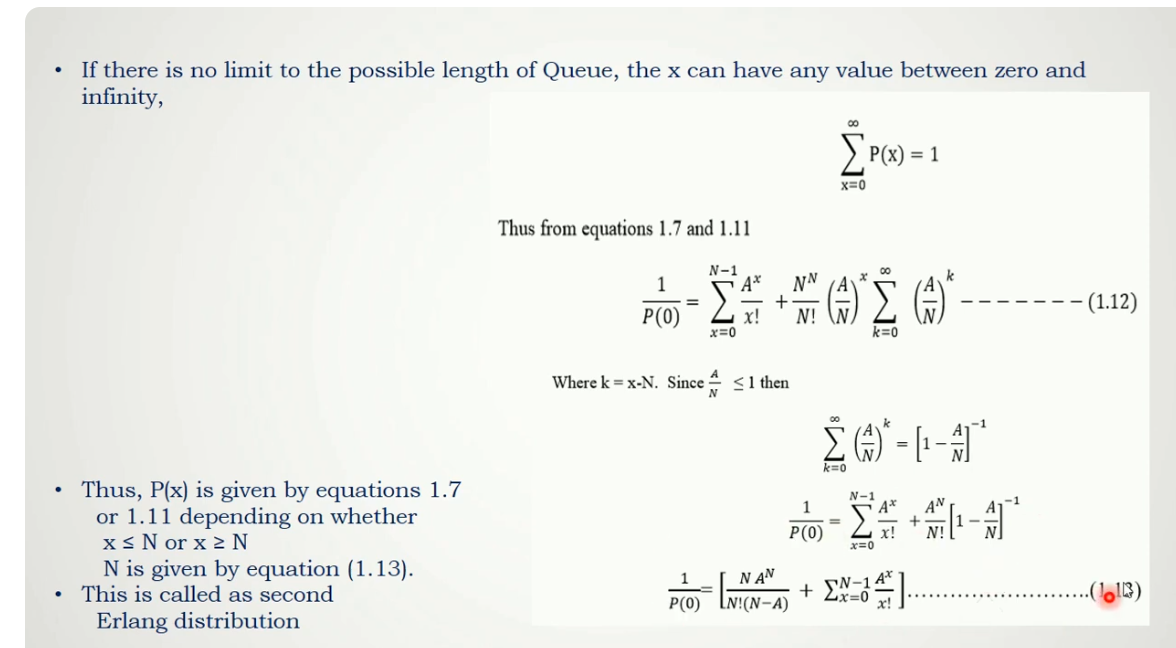 • If there is no limit to the possible length of Queue, the x can have any value between zero and
infinity,
∞
∑ P(x) = 1
x=0
Thus from equations 1.7 and 1.11
1/P(0) = ∑_{x=0}^{N−1} A^x/x! + N^N/N! (A/N)^x ∑_{k=0}^{∞} (A/N)^k - - - - - - - (1.12)
Where k = x-N. Since A/N ≤ 1 then
∑_{k=0}^{∞} (A/N)^k = [1 − A/N]^{−1}
1/P(0) = ∑_{x=0}^{N−1} A^x/x! + A^N/N! [1 − A/N]^{−1}
1/P(0) = [N A^N/N!(N−A) + ∑_{x=0}^{N−1} A^x/x!]..........................(1.13)
• Thus, P(x) is given by equations 1.7
or 1.11 depending on whether
x ≤ N or x ≥ N
N is given by equation (1.13).
• This is called as second
Erlang distribution